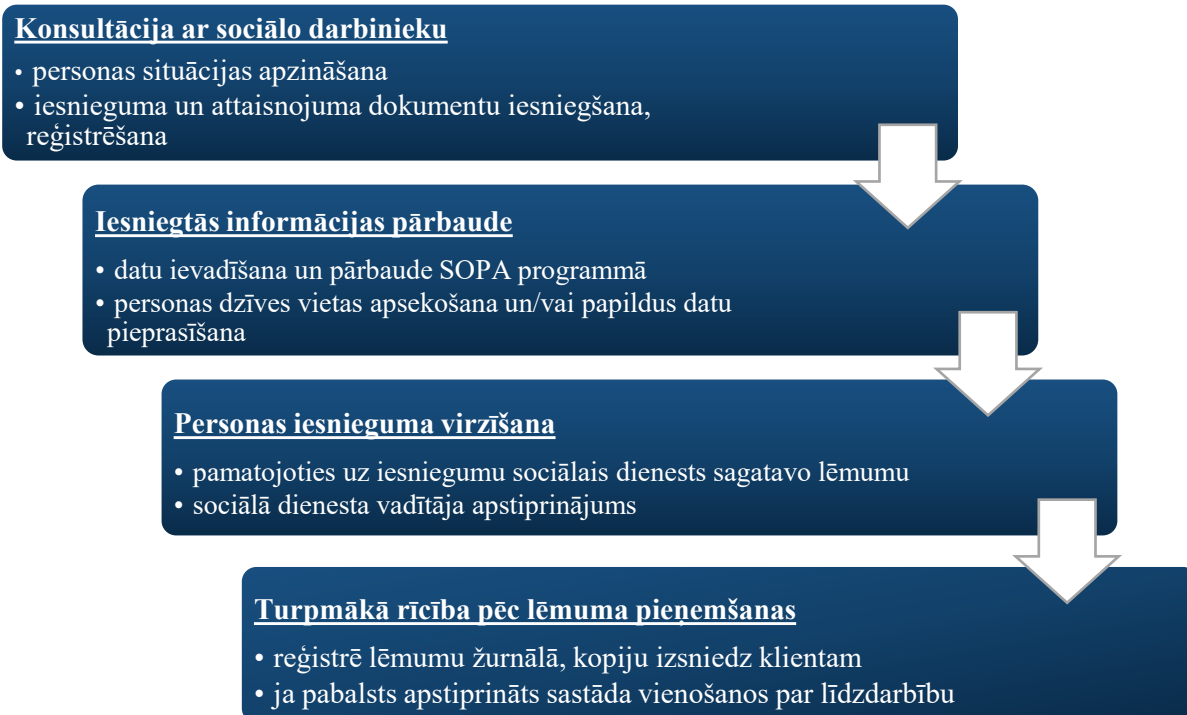 Konsultācija ar sociālo darbinieku
• personas situācijas apzināšana
• iesnieguma un attaisnojuma dokumentu iesniegšana,
reģistrēšana
Iesniegtās informācijas pārbaude
• datu ievadīšana un pārbaude SOPA programmā
• personas dzīves vietas apsekošana un/vai papildus datu
pieprasīšana
Personas iesnieguma virzīšana
• pamatojoties uz iesniegumu sociālais dienests sagatavo lēmumu
• sociālā dienesta vadītāja apstiprinājums
Turpmākā rīcība pēc lēmuma pieņemšanas
• reģistrē lēmumu žurnālā, kopiju izsniedz klientam
• ja pabalsts apstiprināts sastāda vienošanos par līdzdarbību